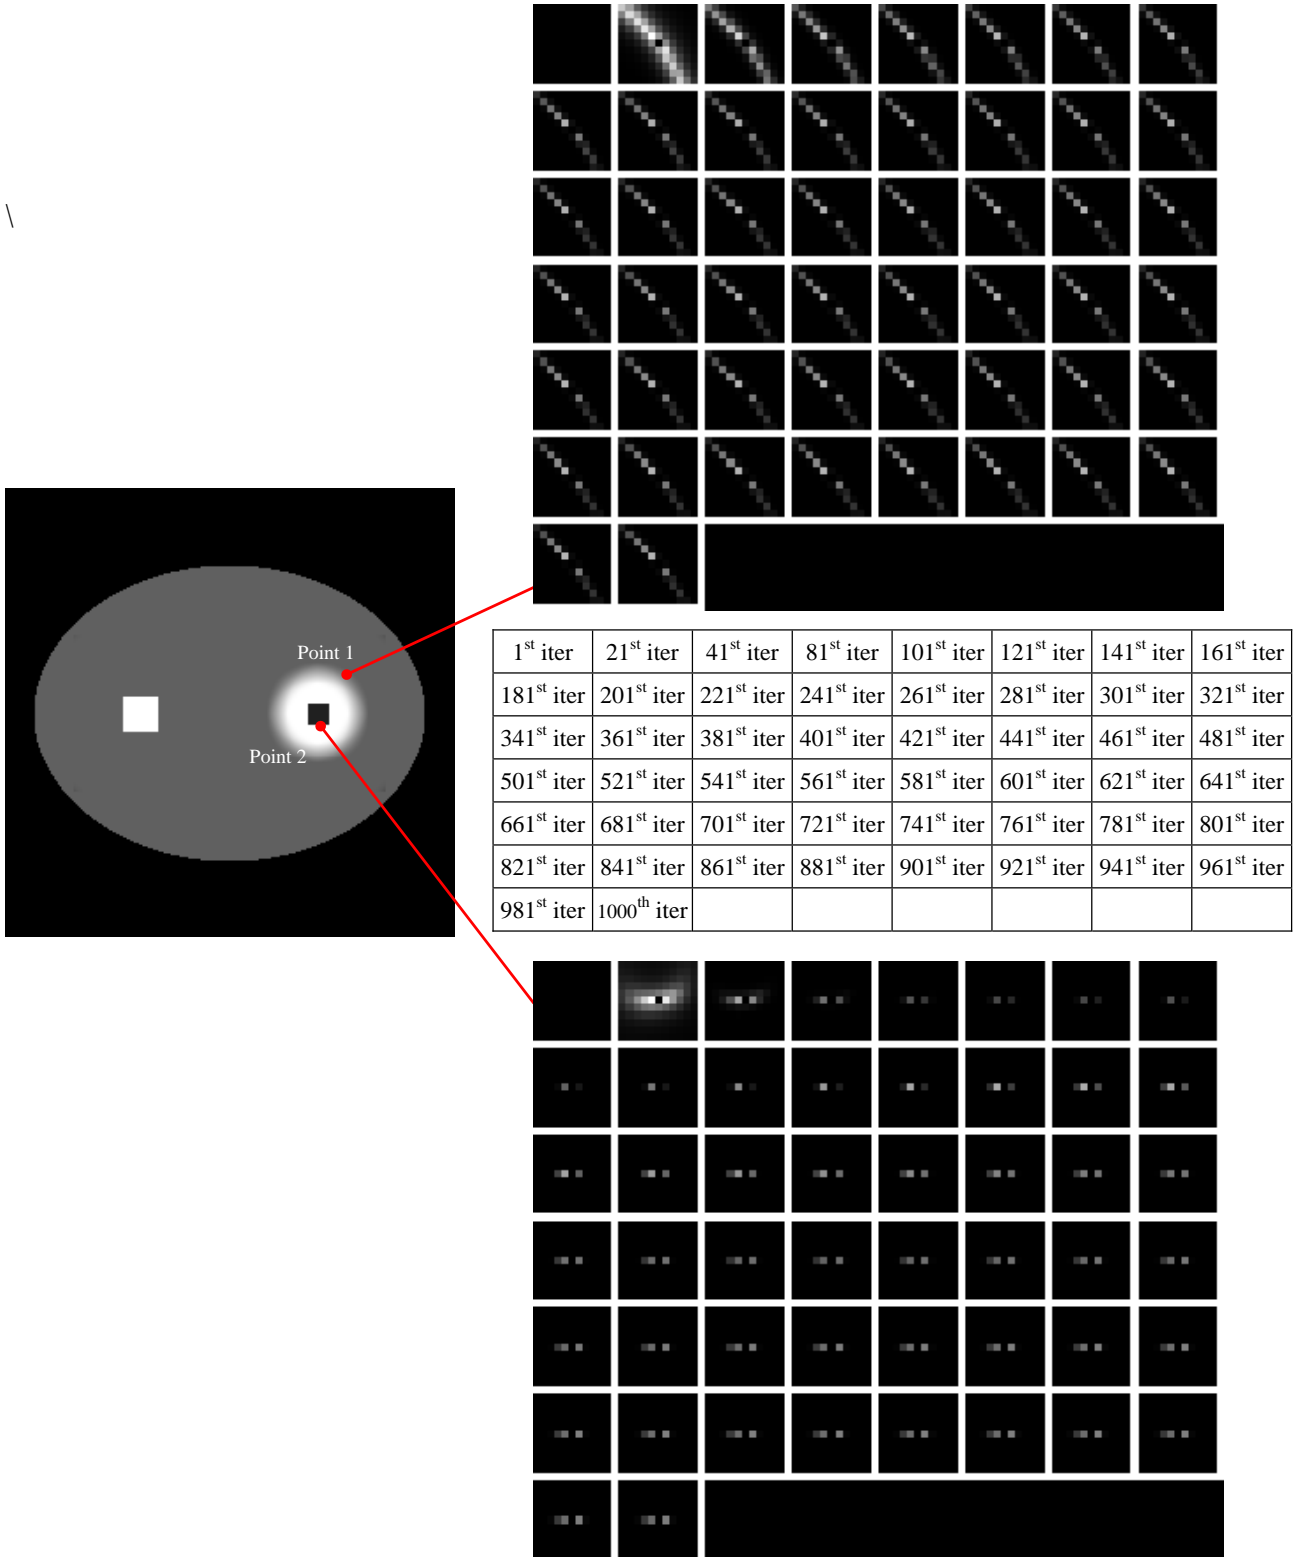 \
Point 1
Point 2
1st iter 21st iter 41st iter 81st iter 101st iter 121st iter 141st iter 161st iter
181st iter 201st iter 221st iter 241st iter 261st iter 281st iter 301st iter 321st iter
341st iter 361st iter 381st iter 401st iter 421st iter 441st iter 461st iter 481st iter
501st iter 521st iter 541st iter 561st iter 581st iter 601st iter 621st iter 641st iter
661st iter 681st iter 701st iter 721st iter 741st iter 761st iter 781st iter 801st iter
821st iter 841st iter 861st iter 881st iter 901st iter 921st iter 941st iter 961st iter
981st iter 1000th iter